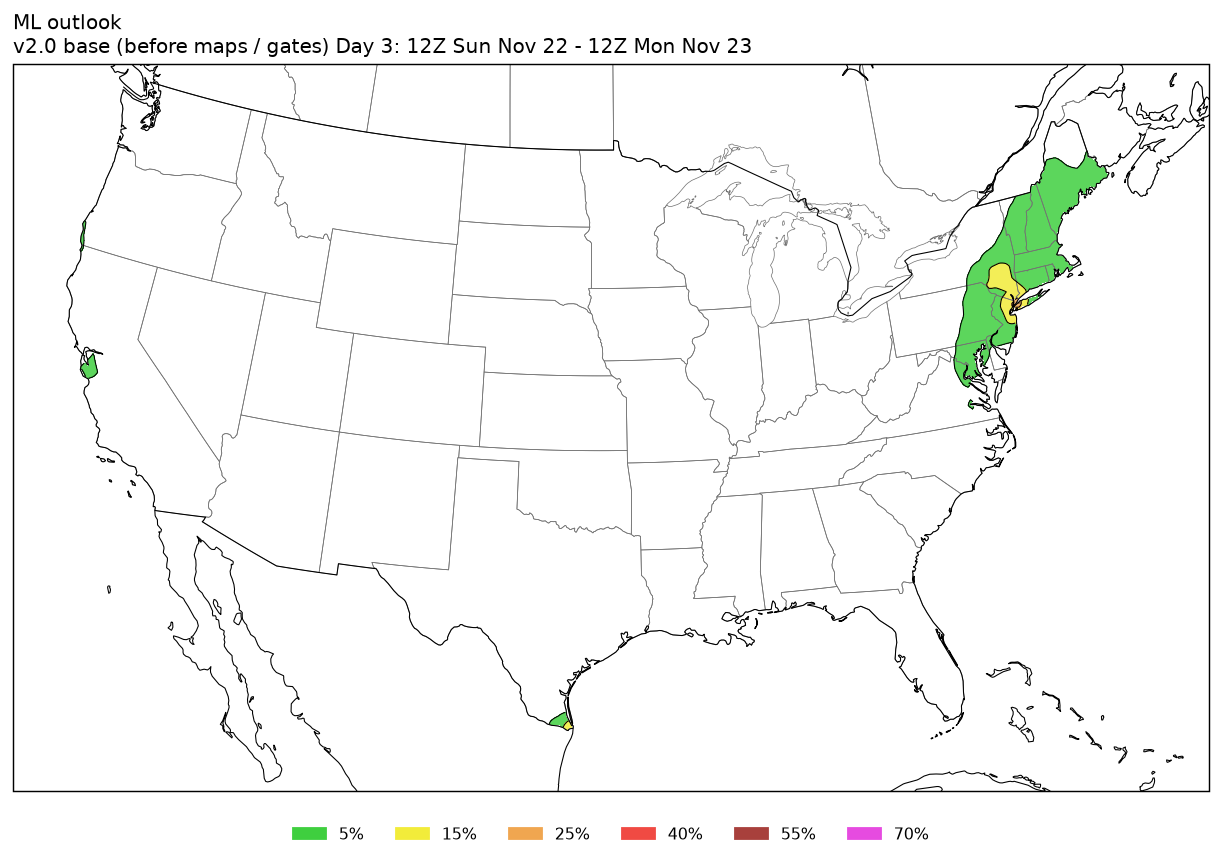 ML outlook
v2.0 base (before maps / gates) Day 3: 12Z Sun Nov 22 - 12Z Mon Nov 23
5% 15% 25% 40% 55% 70%